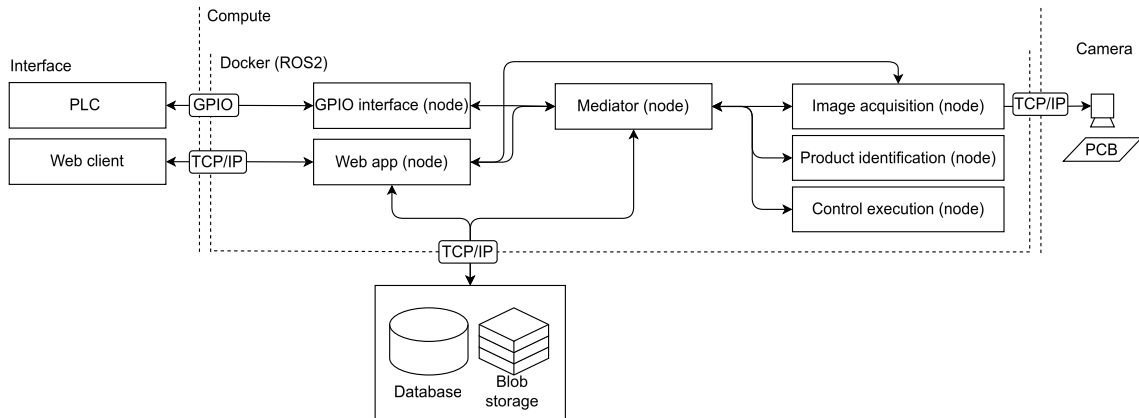 Compute
Camera
Docker (ROS2)
Interface
PLC
GPIO
GPIO interface (node)
Mediator (node)
Image acquisition (node)
TCP/IP
Web client
TCP/IP
Web app (node)
Product identification (node)
PCB
Control execution (node)
TCP/IP
Database
Blob
storage